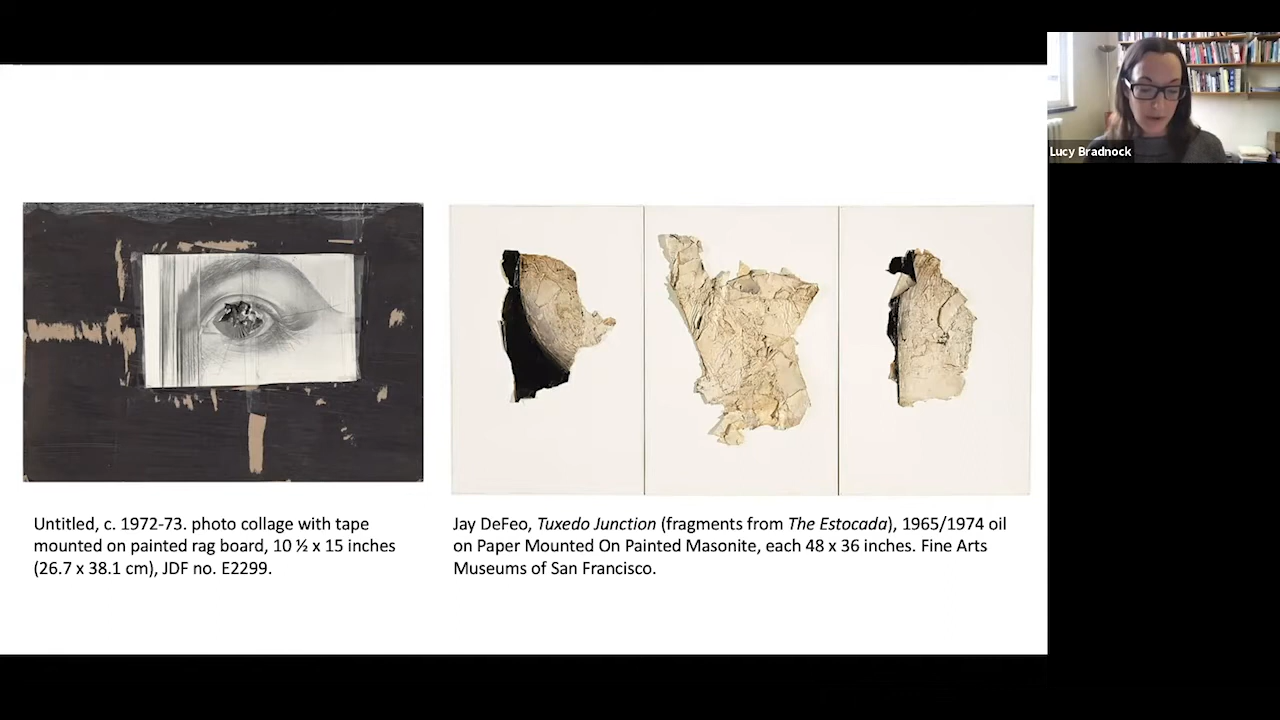 Lucy Bradnock
Untitled, c. 1972-73. photo collage with tape
mounted on painted rag board, 10 ½ x 15 inches
(26.7 x 38.1 cm), JDF no. E2299.
Jay DeFeo, Tuxedo Junction (fragments from The Estocada), 1965/1974 oil
on Paper Mounted On Painted Masonite, each 48 x 36 inches. Fine Arts
Museums of San Francisco.